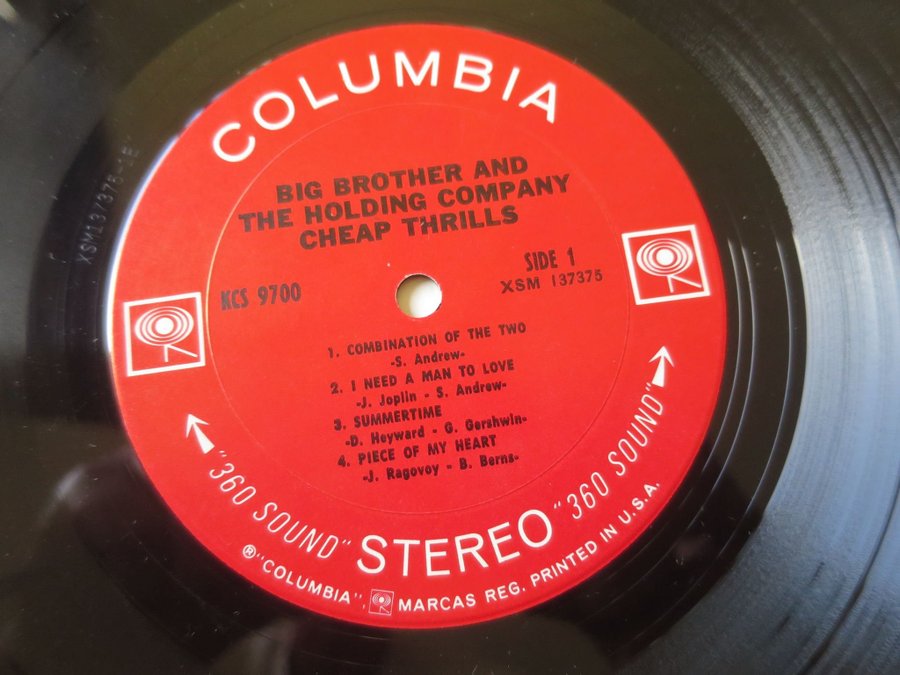 COLUMBIA
BIG BROTHER AND
THE HOLDING COMPANY
CHEAP THRILLS
KCS 9700
SIDE 1
XSM 137375
1. COMBINATION OF THE TWO
-S. Andrew-
2. I NEED A MAN TO LOVE
-J. Joplin - S. Andrew-
3. SUMMERTIME
-D. Heyward - G. Gershwin-
4. PIECE OF MY HEART
-J. Ragovoy - B. Berns-
"360 SOUND" STEREO "360 SOUND"
® "COLUMBIA", MARCAS REG. PRINTED IN U.S.A.
XSM137375-1E